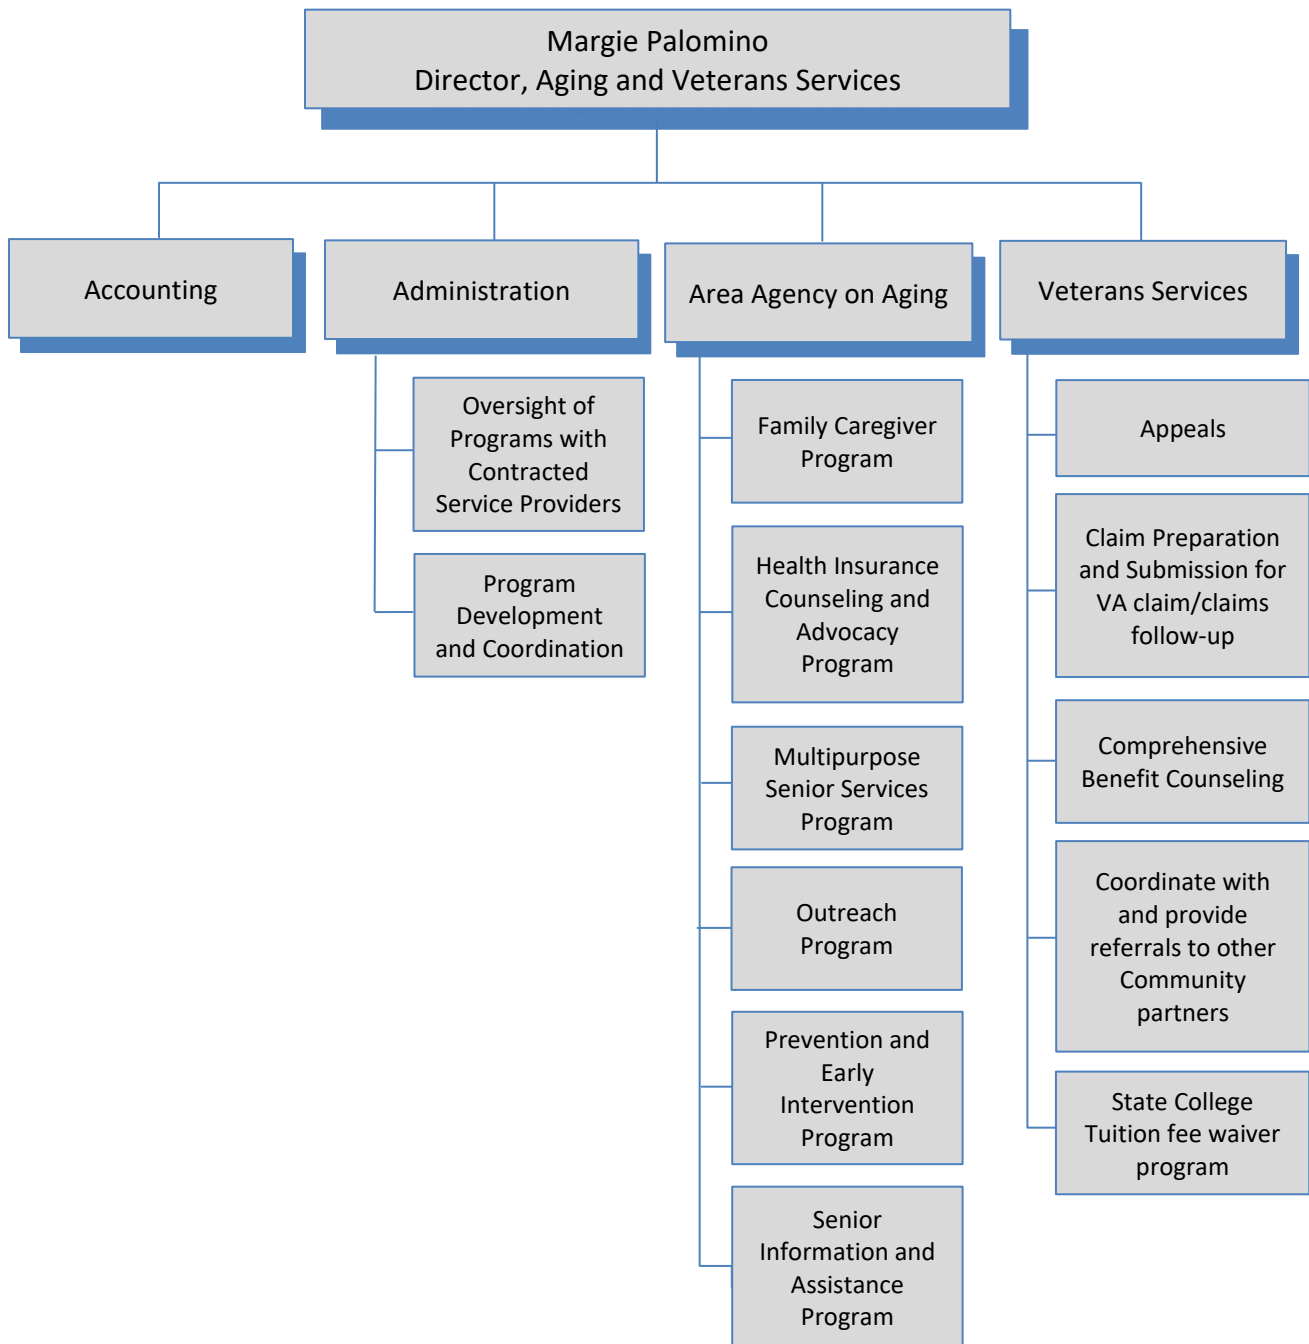 Margie Palomino
Director, Aging and Veterans Services
Accounting
Administration
Area Agency on Aging
Veterans Services
Oversight of
Programs with
Contracted
Service Providers
Program
Development
and Coordination
Family Caregiver
Program
Health Insurance
Counseling and
Advocacy
Program
Multipurpose
Senior Services
Program
Outreach
Program
Prevention and
Early
Intervention
Program
Senior
Information and
Assistance
Program
Appeals
Claim Preparation
and Submission for
VA claim/claims
follow-up
Comprehensive
Benefit Counseling
Coordinate with
and provide
referrals to other
Community
partners
State College
Tuition fee waiver
program